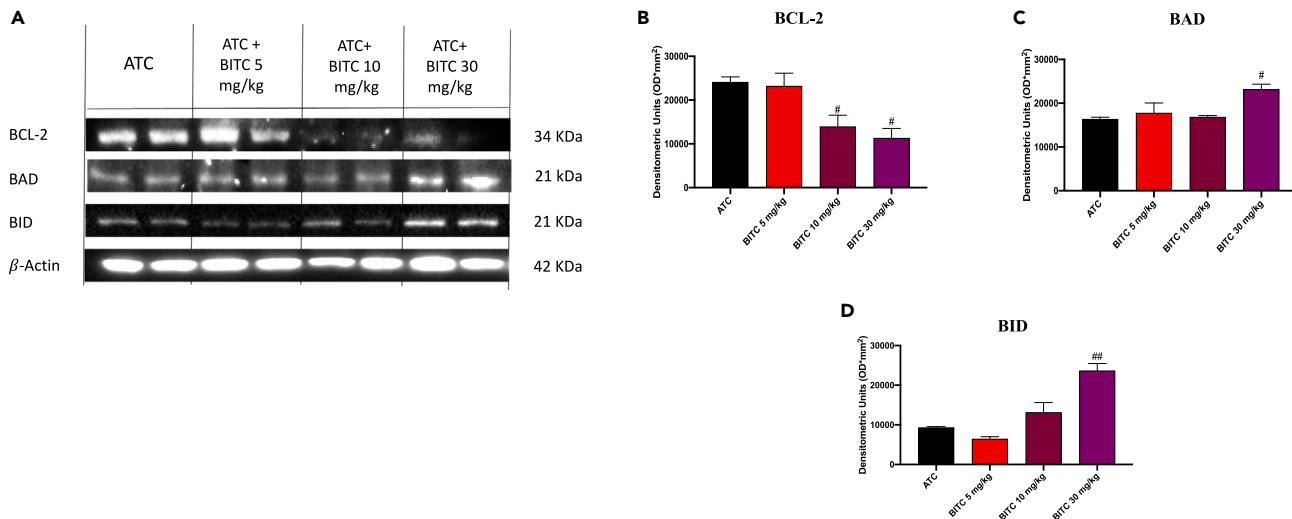 A
ATC
ATC +
BITC 5
mg/kg
ATC+
BITC 10
mg/kg
ATC+
BITC 30
mg/kg
BCL-2
34 KDa
BAD
21 kDa
BID
21 KDa
β-Actin
42 KDa
B
BCL-2
Densitometric Units (OD*mm²)
30000
20000
10000
0
#
#
ATC
BITC 5 mg/kg
BITC 10 mg/kg
BITC 30 mg/kg
C
BAD
Densitometric Units (OD*mm²)
30000
20000
10000
0
#
ATC
BITC 5 mg/kg
BITC 10 mg/kg
BITC 30 mg/kg
D
BID
Densitometric Units (OD*mm²)
30000
20000
10000
0
##
ATC
BITC 5 mg/kg
BITC 10 mg/kg
BITC 30 mg/kg